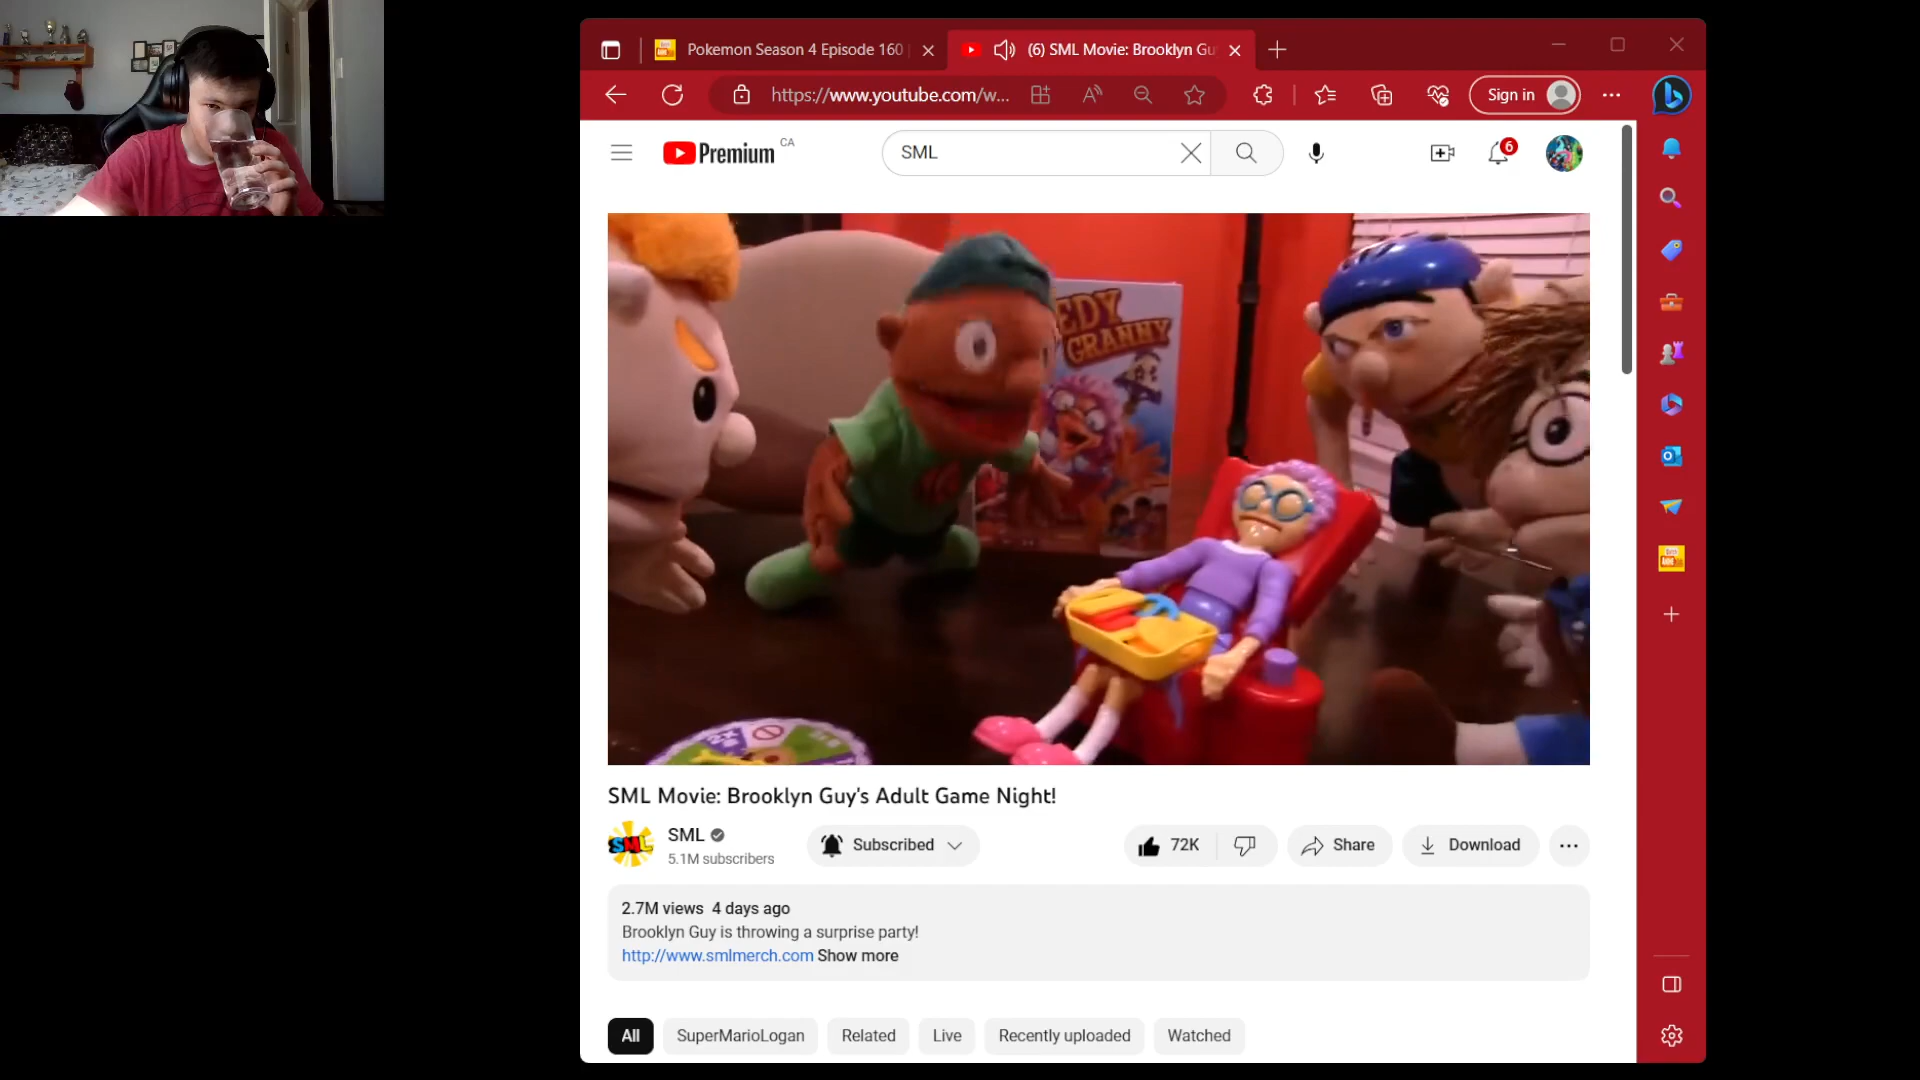 Pokemon Season 4 Episode 160
(6) SML Movie: Brooklyn Gu
https://www.youtube.com/w...
Sign in
Premium CA
SML
6
EDY
GRANNY
SML Movie: Brooklyn Guy's Adult Game Night!
SML
5.1M subscribers
Subscribed
72K
Share
Download
2.7M views 4 days ago
Brooklyn Guy is throwing a surprise party!
http://www.smlmerch.com Show more
All
SuperMarioLogan
Related
Live
Recently uploaded
Watched